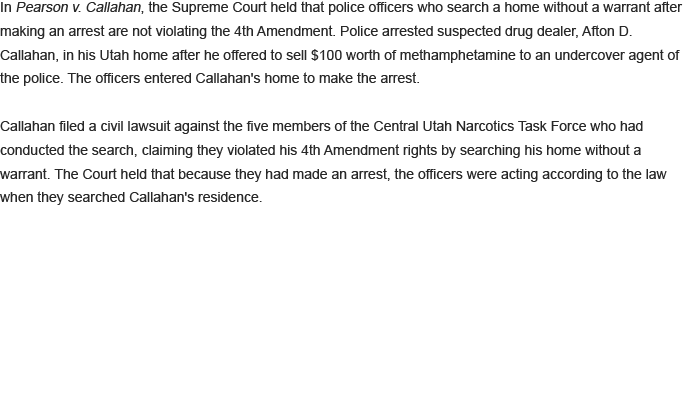 In Pearson v. Callahan, the Supreme Court held that police officers who search a home without a warrant after
making an arrest are not violating the 4th Amendment. Police arrested suspected drug dealer, Afton D.
Callahan, in his Utah home after he offered to sell $100 worth of methamphetamine to an undercover agent of
the police. The officers entered Callahan's home to make the arrest.
Callahan filed a civil lawsuit against the five members of the Central Utah Narcotics Task Force who had
conducted the search, claiming they violated his 4th Amendment rights by searching his home without a
warrant. The Court held that because they had made an arrest, the officers were acting according to the law
when they searched Callahan's residence.